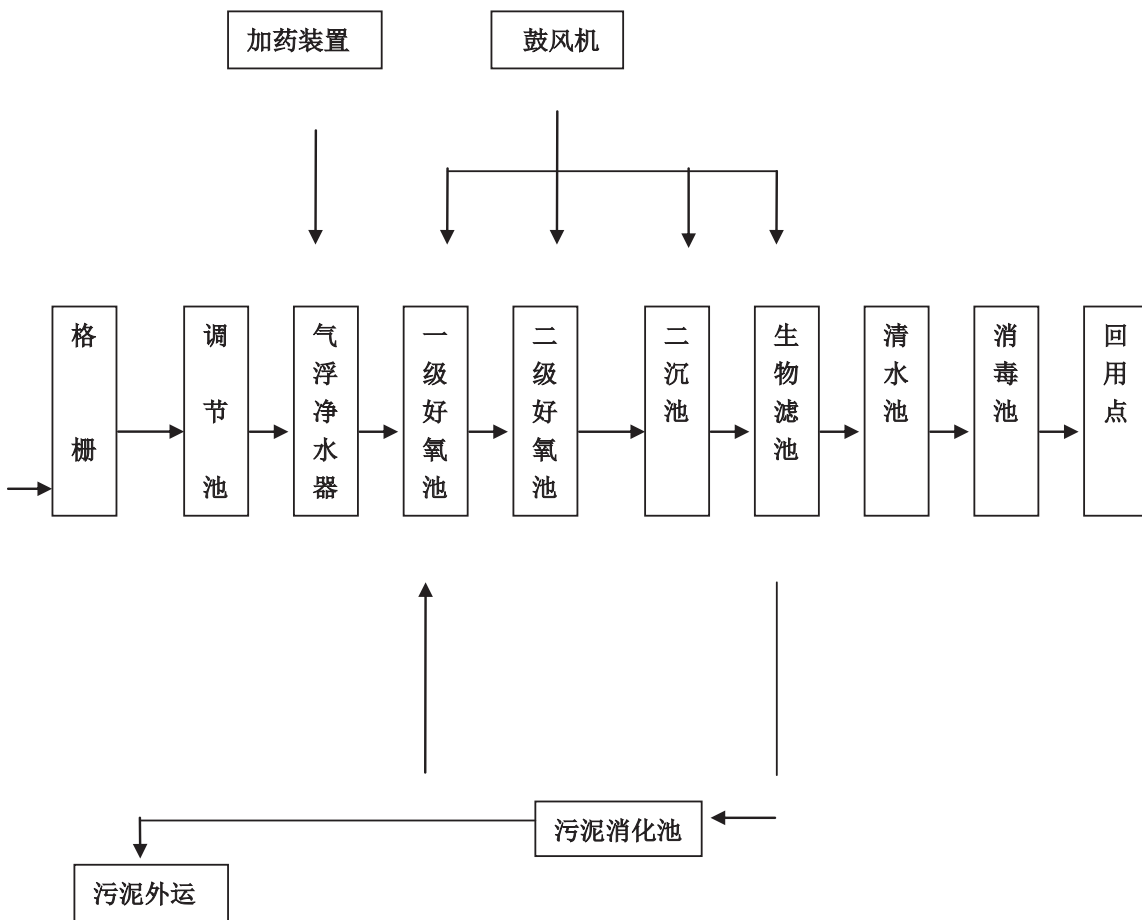 加药装置
鼓风机
格栅
调节池
气浮净水器
一级好氧池
二级好氧池
二沉池
生物滤池
清水池
消毒池
回用点
污泥消化池
污泥外运